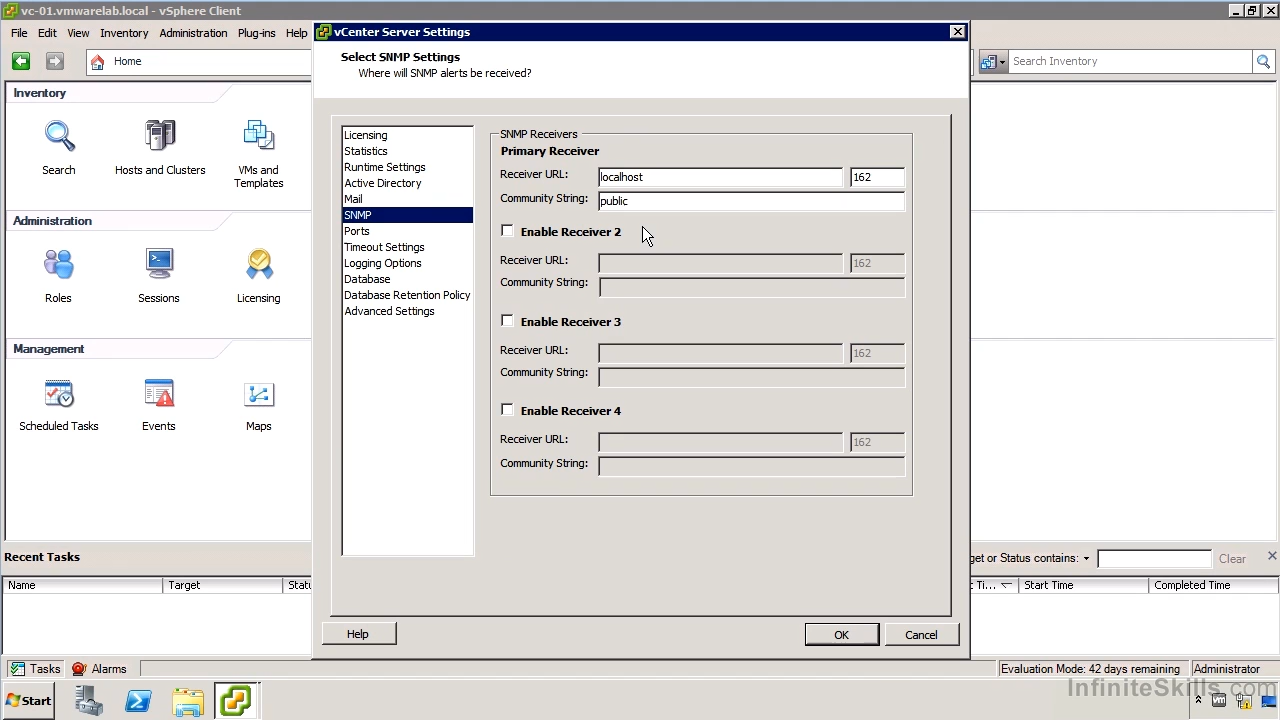 vc-01.vmwarelab.local - vSphere Client
File Edit View Inventory Administration Plug-ins Help
Home
Search Inventory
Inventory
Search
Hosts and Clusters
VMs and
Templates
Administration
Roles
Sessions
Licensing
Management
Scheduled Tasks
Events
Maps
vCenter Server Settings
Select SNMP Settings
Where will SNMP alerts be received?
Licensing
Statistics
Runtime Settings
Active Directory
Mail
SNMP
Ports
Timeout Settings
Logging Options
Database
Database Retention Policy
Advanced Settings
SNMP Receivers
Primary Receiver
Receiver URL: localhost 162
Community String: public
Enable Receiver 2
Receiver URL: 162
Community String:
Enable Receiver 3
Receiver URL: 162
Community String:
Enable Receiver 4
Receiver URL: 162
Community String:
Help OK Cancel
Recent Tasks
get or Status contains: Clear
Name Target Statu Ti... Start Time Completed Time
Tasks Alarms
Evaluation Mode: 42 days remaining Administrator
Start
InfiniteSkills.com